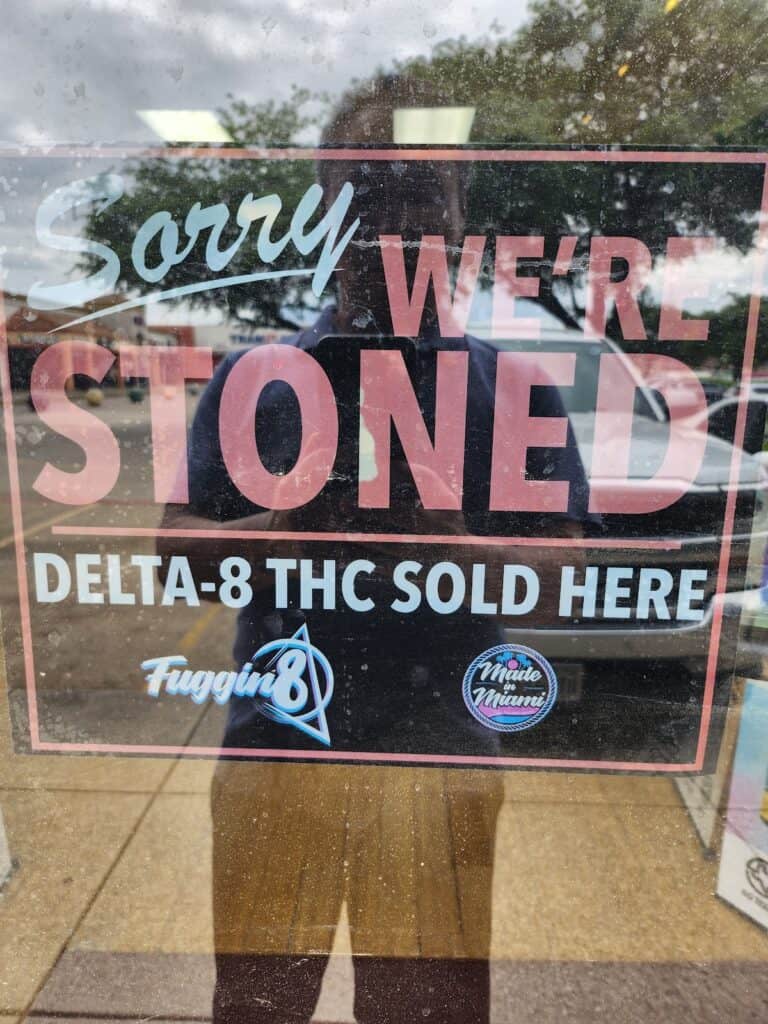 Sorry
WE'RE
STONED
DELTA-8 THC SOLD HERE
Fuggin8
Made
in
Miami